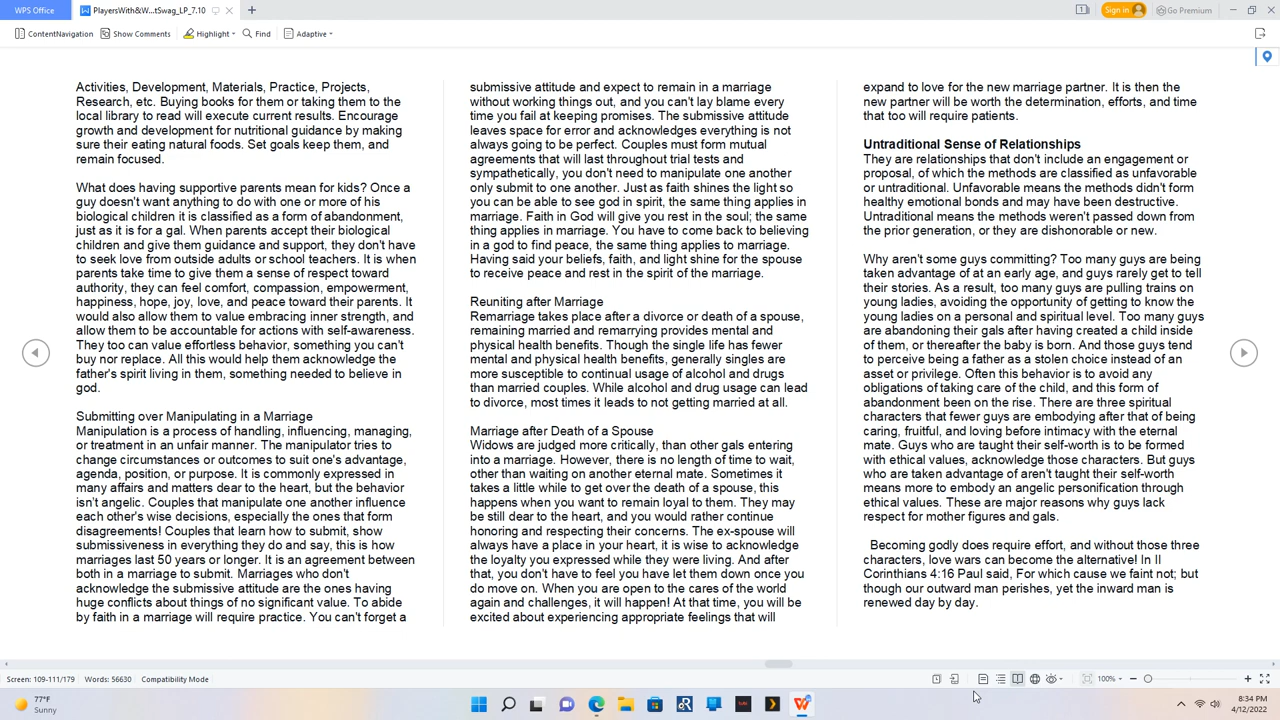 WPS Office
PlayersWith&W...tSwag_LP_7.10
Sign in
Go Premium
ContentNavigation
Show Comments
Highlight
Find
Adaptive
Activities, Development, Materials, Practice, Projects,
Research, etc. Buying books for them or taking them to the
local library to read will execute current results. Encourage
growth and development for nutritional guidance by making
sure their eating natural foods. Set goals keep them, and
remain focused.
What does having supportive parents mean for kids? Once a
guy doesn't want anything to do with one or more of his
biological children it is classified as a form of abandonment,
just as it is for a gal. When parents accept their biological
children and give them guidance and support, they don't have
to seek love from outside adults or school teachers. It is when
parents take time to give them a sense of respect toward
authority, they can feel comfort, compassion, empowerment,
happiness, hope, joy, love, and peace toward their parents. It
would also allow them to value embracing inner strength, and
allow them to be accountable for actions with self-awareness.
They too can value effortless behavior, something you can't
buy nor replace. All this would help them acknowledge the
father's spirit living in them, something needed to believe in
god.
Submitting over Manipulating in a Marriage
Manipulation is a process of handling, influencing, managing,
or treatment in an unfair manner. The manipulator tries to
change circumstances or outcomes to suit one's advantage,
agenda, position, or purpose. It is commonly expressed in
many affairs and matters dear to the heart, but the behavior
isn't angelic. Couples that manipulate one another influence
each other's wise decisions, especially the ones that form
disagreements! Couples that learn how to submit, show
submissiveness in everything they do and say, this is how
marriages last 50 years or longer. It is an agreement between
both in a marriage to submit. Marriages who don't
acknowledge the submissive attitude are the ones having
huge conflicts about things of no significant value. To abide
by faith in a marriage will require practice. You can't forget a
submissive attitude and expect to remain in a marriage
without working things out, and you can't lay blame every
time you fail at keeping promises. The submissive attitude
leaves space for error and acknowledges everything is not
always going to be perfect. Couples must form mutual
agreements that will last throughout trial tests and
sympathetically, you don't need to manipulate one another
only submit to one another. Just as faith shines the light so
you can be able to see god in spirit, the same thing applies in
marriage. Faith in God will give you rest in the soul; the same
thing applies in marriage. You have to come back to believing
in a god to find peace, the same thing applies to marriage.
Having said your beliefs, faith, and light shine for the spouse
to receive peace and rest in the spirit of the marriage.
Reuniting after Marriage
Remarriage takes place after a divorce or death of a spouse,
remaining married and remarrying provides mental and
physical health benefits. Though the single life has fewer
mental and physical health benefits, generally singles are
more susceptible to continual usage of alcohol and drugs
than married couples. While alcohol and drug usage can lead
to divorce, most times it leads to not getting married at all.
Marriage after Death of a Spouse
Widows are judged more critically, than other gals entering
into a marriage. However, there is no length of time to wait,
other than waiting on another eternal mate. Sometimes it
takes a little while to get over the death of a spouse, this
happens when you want to remain loyal to them. They may
be still dear to the heart, and you would rather continue
honoring and respecting their concerns. The ex-spouse will
always have a place in your heart, it is wise to acknowledge
the loyalty you expressed while they were living. And after
that, you don't have to feel you have let them down once you
do move on. When you are open to the cares of the world
again and challenges, it will happen! At that time, you will be
excited about experiencing appropriate feelings that will
expand to love for the new marriage partner. It is then the
new partner will be worth the determination, efforts, and time
that too will require patients.
Untraditional Sense of Relationships
They are relationships that don't include an engagement or
proposal, of which the methods are classified as unfavorable
or untraditional. Unfavorable means the methods didn't form
healthy emotional bonds and may have been destructive.
Untraditional means the methods weren't passed down from
the prior generation, or they are dishonorable or new.
Why aren't some guys committing? Too many guys are being
taken advantage of at an early age, and guys rarely get to tell
their stories. As a result, too many guys are pulling trains on
young ladies, avoiding the opportunity of getting to know the
young ladies on a personal and spiritual level. Too many guys
are abandoning their gals after having created a child inside
of them, or thereafter the baby is born. And those guys tend
to perceive being a father as a stolen choice instead of an
asset or privilege. Often this behavior is to avoid any
obligations of taking care of the child, and this form of
abandonment been on the rise. There are three spiritual
characters that fewer guys are embodying after that of being
caring, fruitful, and loving before intimacy with the eternal
mate. Guys who are taught their self-worth is to be formed
with ethical values, acknowledge those characters. But guys
who are taken advantage of aren't taught their self-worth
means more to embody an angelic personification through
ethical values. These are major reasons why guys lack
respect for mother figures and gals.
Becoming godly does require effort, and without those three
characters, love wars can become the alternative! In II
Corinthians 4:16 Paul said, For which cause we faint not; but
though our outward man perishes, yet the inward man is
renewed day by day.
Screen: 109-111/179
Words: 56630
Compatibility Mode
100%
77°F
Sunny
8:34 PM
4/12/2022